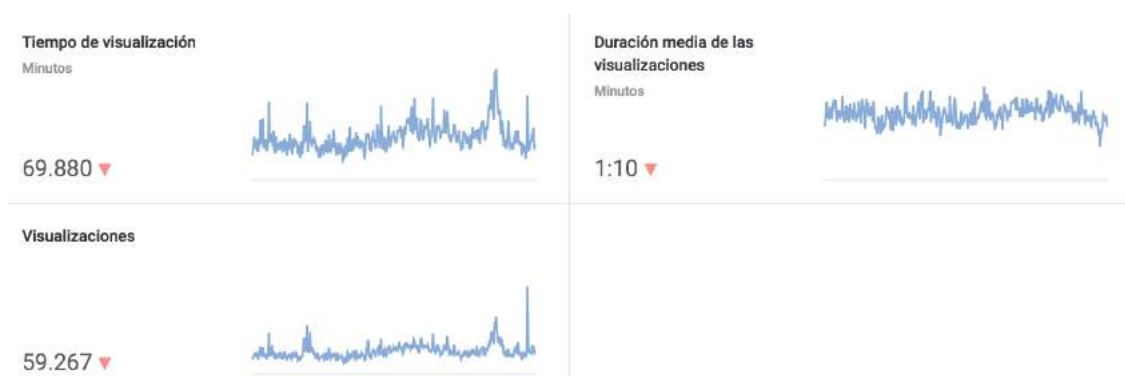 Tiempo de visualización
Minutos
69.880
Duración media de las
visualizaciones
Minutos
1:10
Visualizaciones
59.267